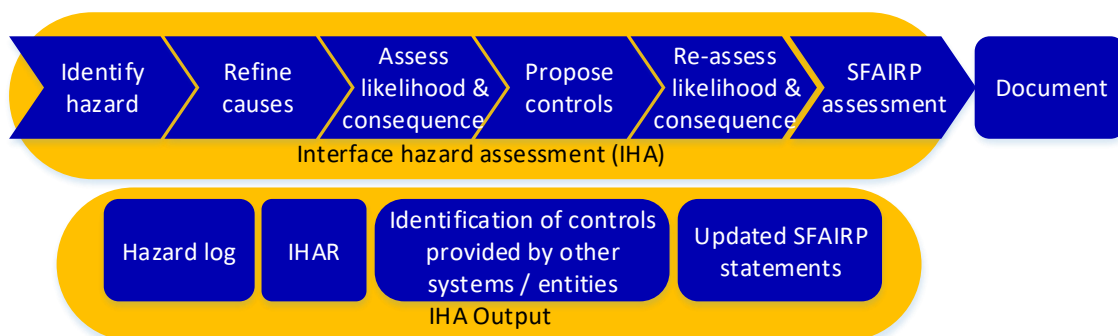 Identify
hazard
Refine
causes
Assess
likelihood &
consequence
Propose
controls
Re-assess
likelihood &
consequence
SFAIRP
assessment
Document
Interface hazard assessment (IHA)
Hazard log
IHAR
Identification of controls
provided by other
systems / entities
Updated SFAIRP
statements
IHA Output